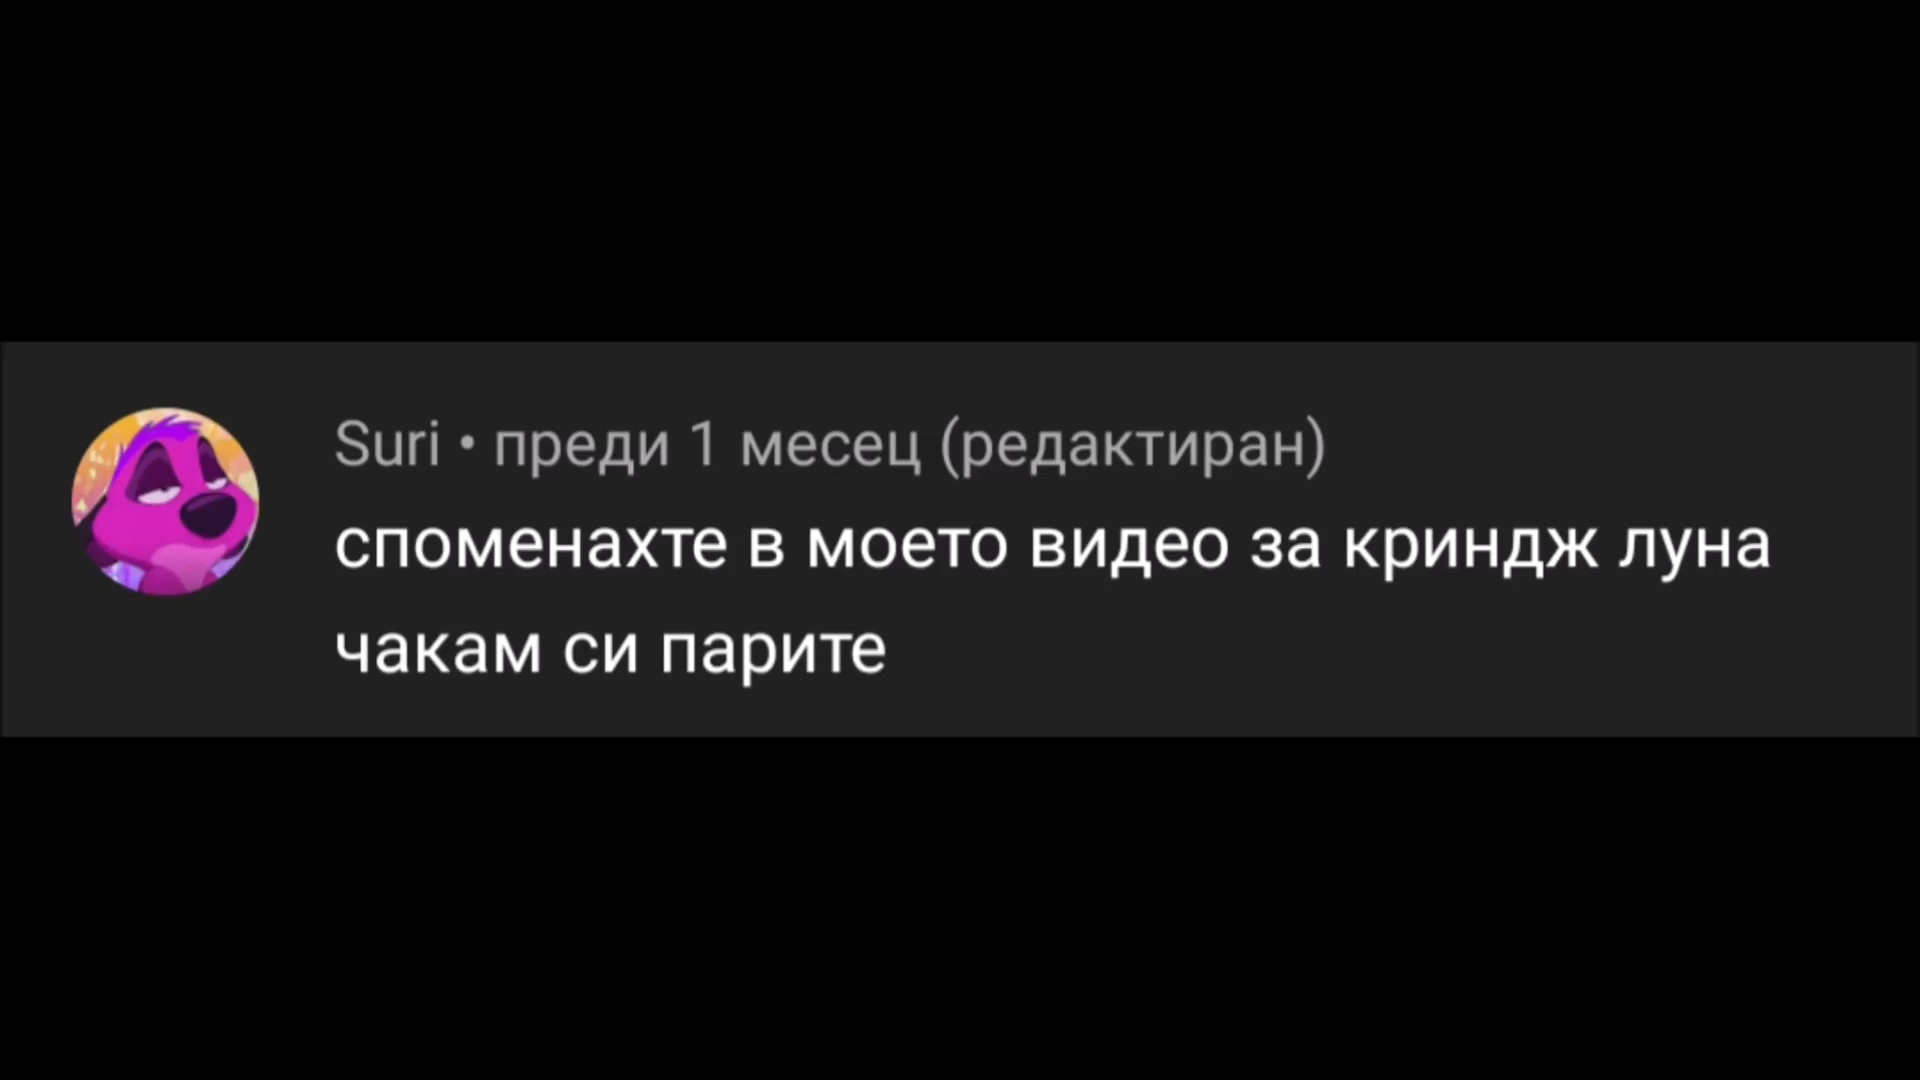 Suri • преди 1 месец (редактиран)
споменахте в моето видео за криндж луна
чакам си парите